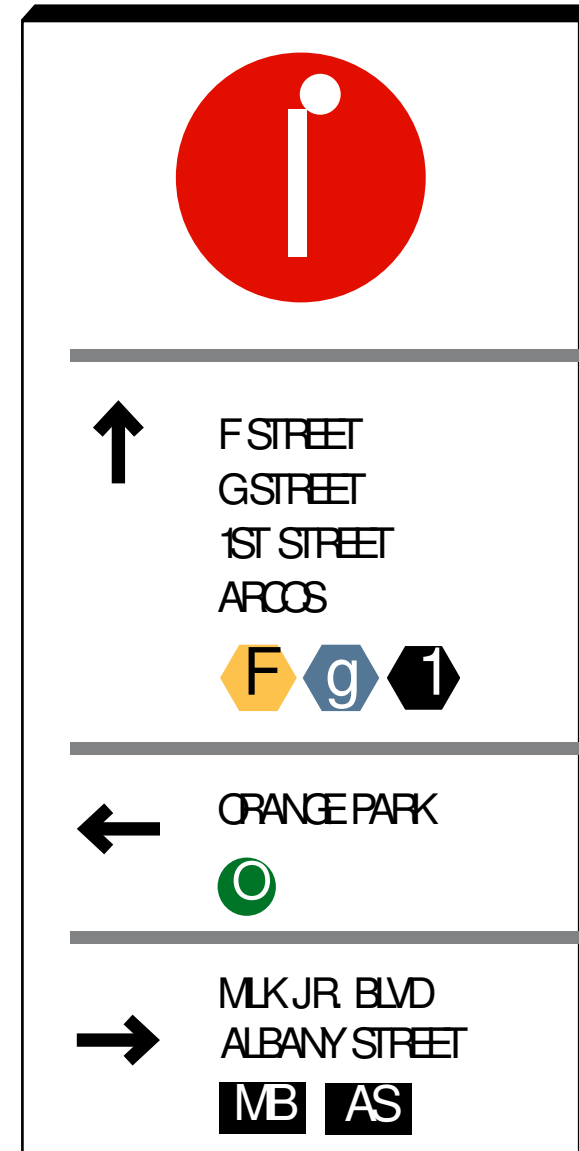 i
F STREET
G STREET
1ST STREET
ARCOS
F g 1
ORANGE PARK
O
MLK JR. BLVD
ALBANY STREET
MB AS